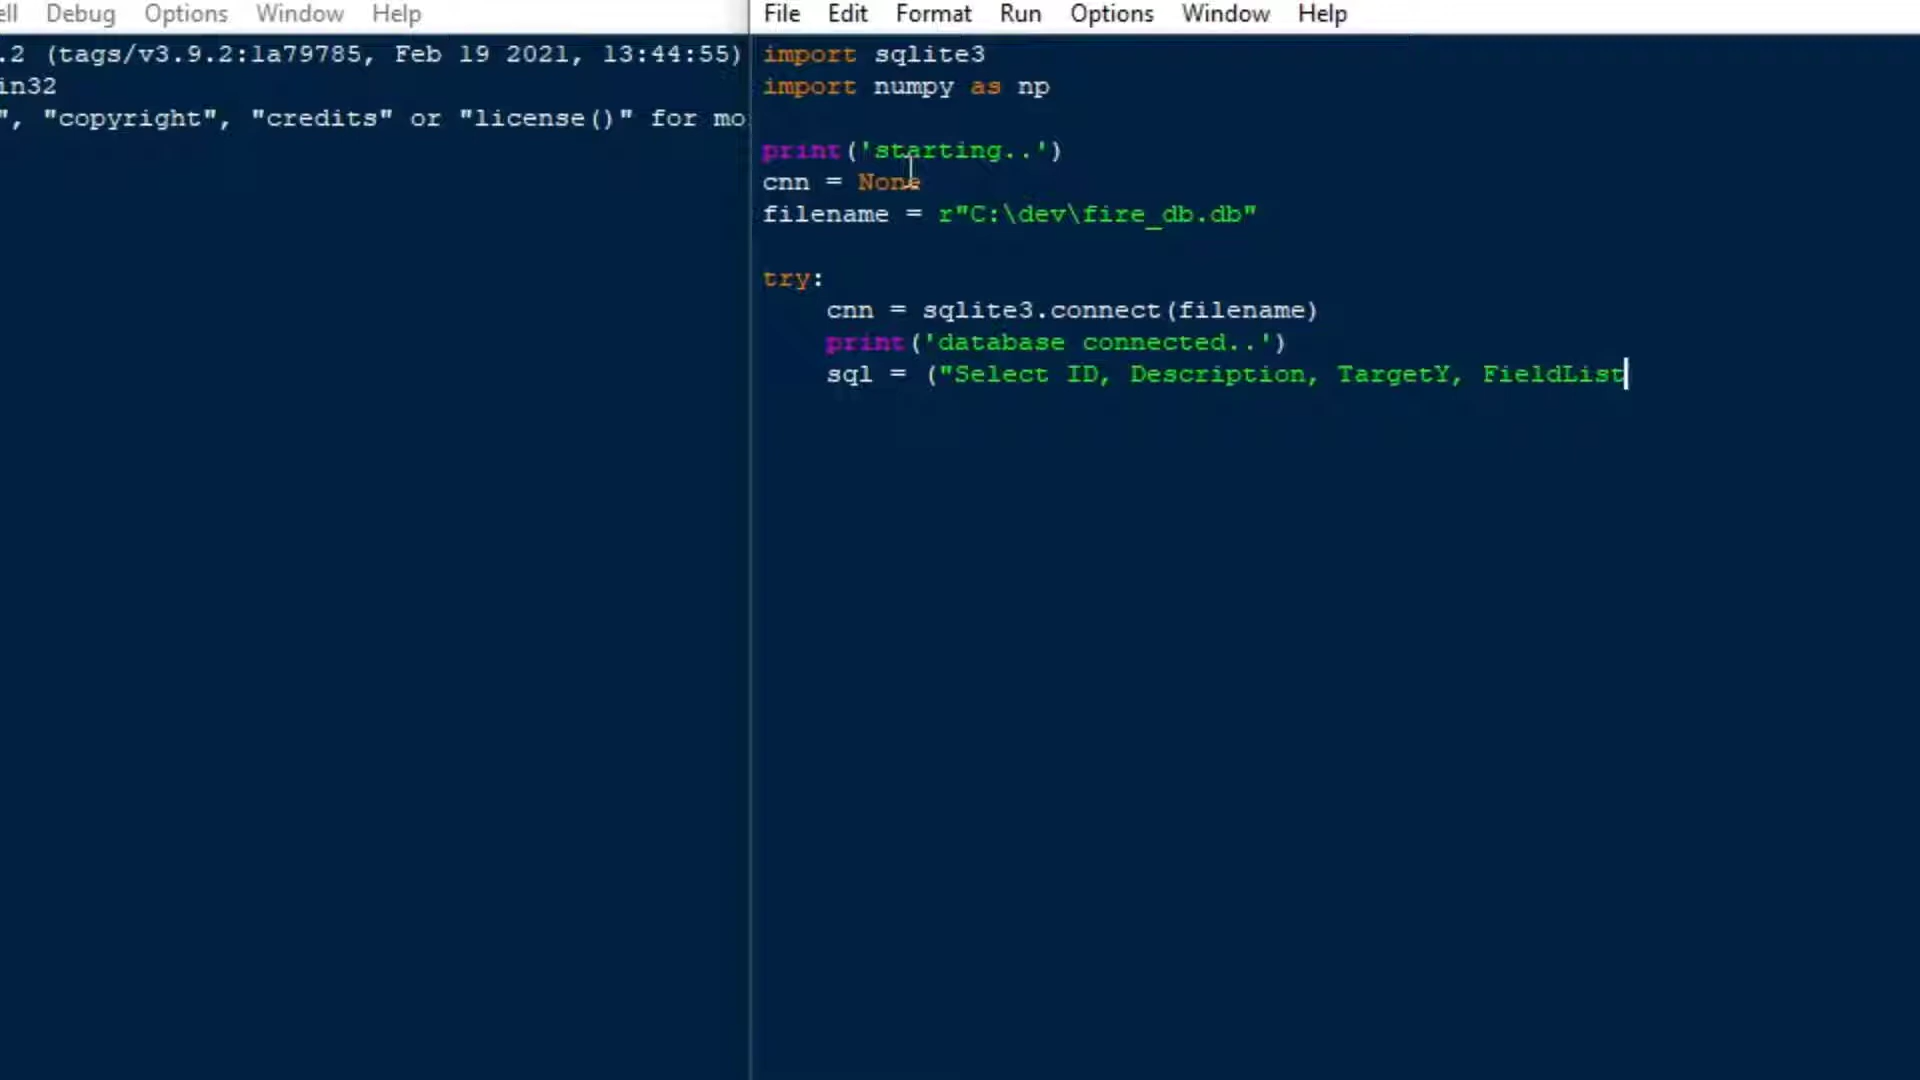 ell Debug Options Window Help
.2 (tags/v3.9.2:1a79785, Feb 19 2021, 13:44:55)
in32
", "copyright", "credits" or "license()" for mo
File Edit Format Run Options Window Help
import sqlite3
import numpy as np
print('starting..')
cnn = None
filename = r"C:\dev\fire_db.db"
try:
    cnn = sqlite3.connect(filename)
    print('database connected..')
    sql = ("Select ID, Description, TargetY, FieldList